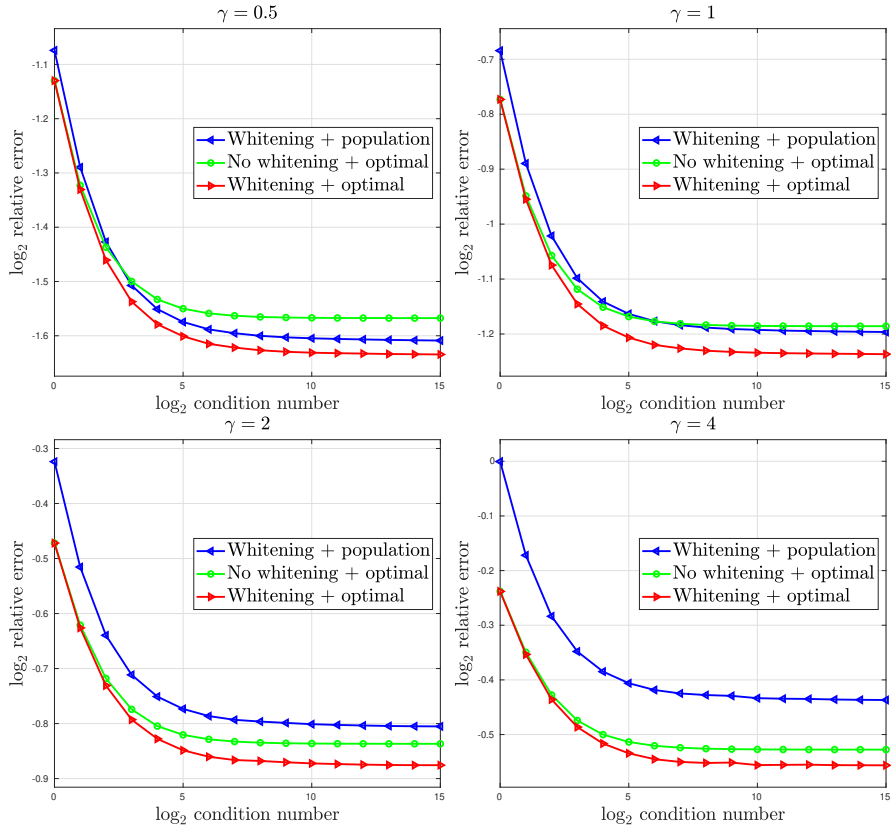 γ = 0.5
-1.1
-1.2
-1.3
-1.4
-1.5
-1.6
log₂ relative error
Whitening + population
No whitening + optimal
Whitening + optimal
0
5
10
15
log₂ condition number
γ = 1
-0.7
-0.8
-0.9
-1
-1.1
-1.2
log₂ relative error
Whitening + population
No whitening + optimal
Whitening + optimal
0
5
10
15
log₂ condition number
γ = 2
-0.3
-0.4
-0.5
-0.6
-0.7
-0.8
-0.9
log₂ relative error
Whitening + population
No whitening + optimal
Whitening + optimal
0
5
10
15
log₂ condition number
γ = 4
0
-0.1
-0.2
-0.3
-0.4
-0.5
log₂ relative error
Whitening + population
No whitening + optimal
Whitening + optimal
0
5
10
15
log₂ condition number